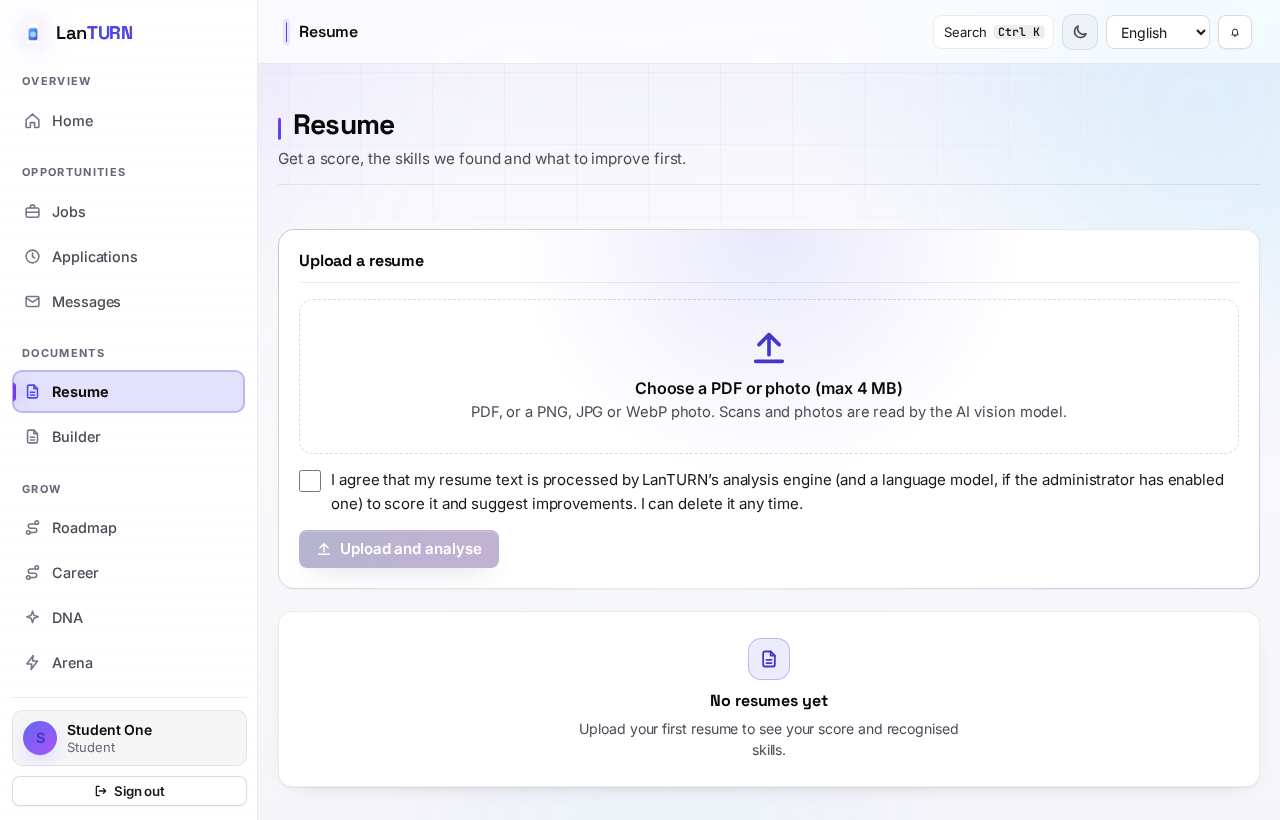 LanTURN
OVERVIEW
Home
OPPORTUNITIES
Jobs
Applications
Messages
DOCUMENTS
Resume
Builder
GROW
Roadmap
Career
DNA
Arena
S
Student One
Student
Sign out
Resume
Search Ctrl K
English
Resume
Get a score, the skills we found and what to improve first.
Upload a resume
Choose a PDF or photo (max 4 MB)
PDF, or a PNG, JPG or WebP photo. Scans and photos are read by the AI vision model.
I agree that my resume text is processed by LanTURN’s analysis engine (and a language model, if the administrator has enabled
one) to score it and suggest improvements. I can delete it any time.
Upload and analyse
No resumes yet
Upload your first resume to see your score and recognised
skills.